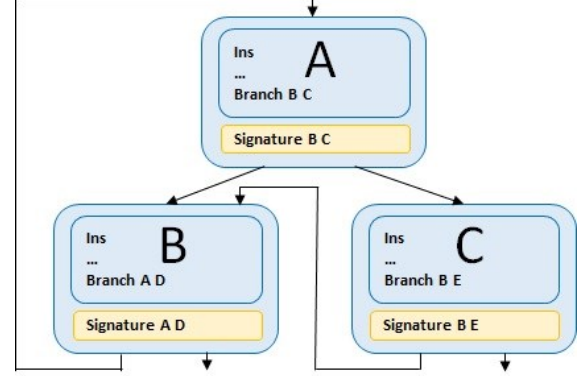 A
Ins
...
Branch B C
Signature B C
B
Ins
...
Branch A D
Signature A D
C
Ins
...
Branch B E
Signature B E